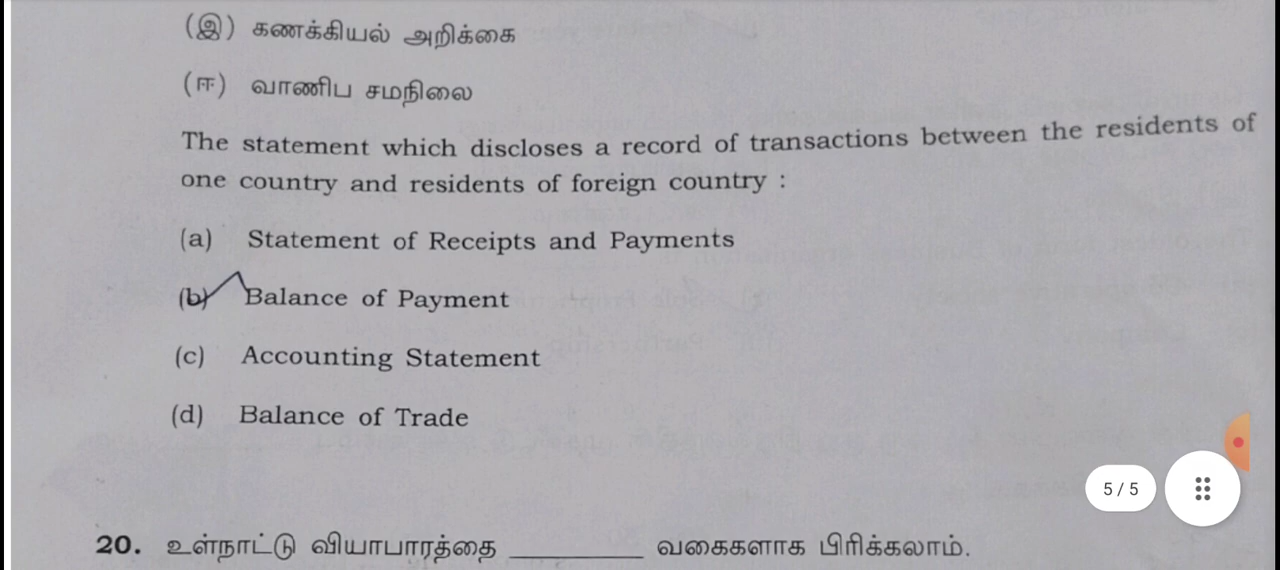 (இ) கணக்கியல் அறிக்கை
(ஈ) வாணிப சமநிலை
The statement which discloses a record of transactions between the residents of
one country and residents of foreign country :
(a) Statement of Receipts and Payments
(b) Balance of Payment
(c) Accounting Statement
(d) Balance of Trade
5 / 5
20. உள்நாட்டு வியாபாரத்தை ________ வகைகளாக பிரிக்கலாம்.